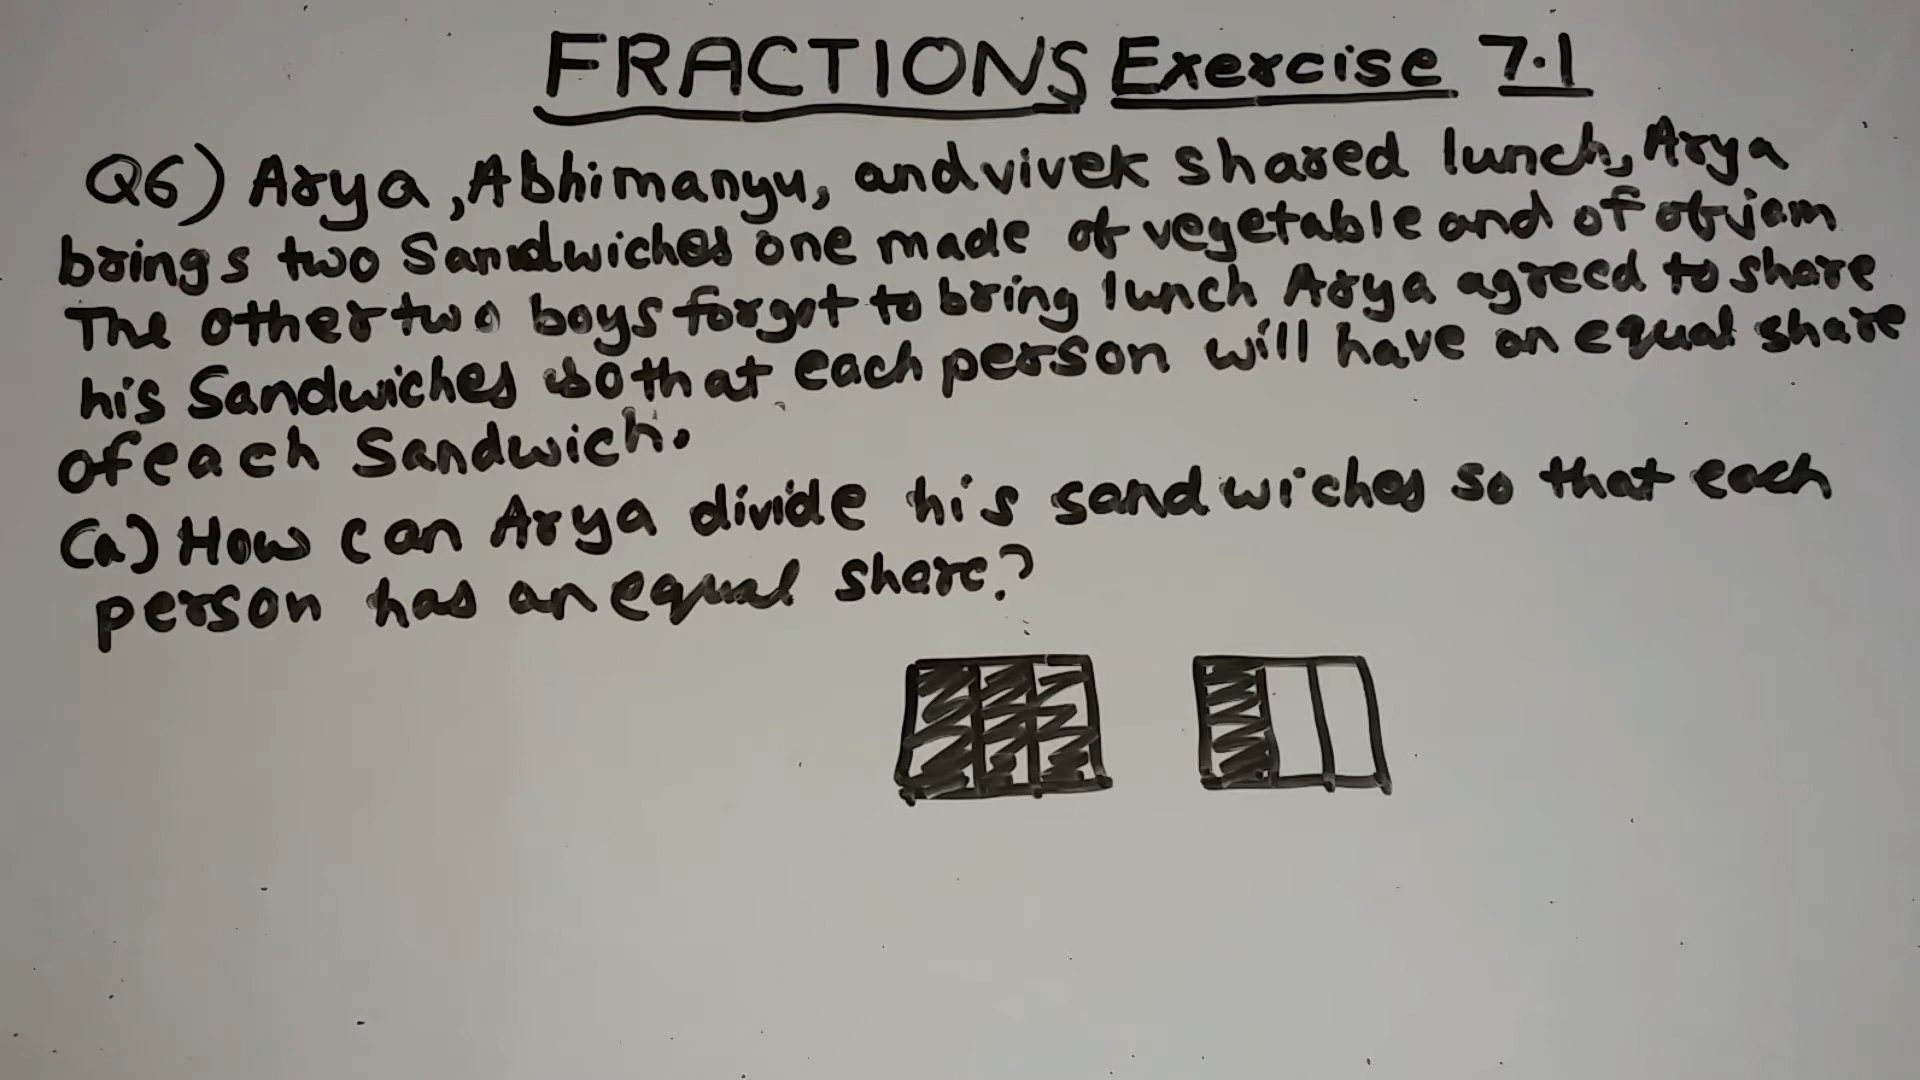 FRACTIONS Exercise 7.1
Q6) Arya, Abhimanyu, and vivek shared lunch, Arya
brings two Sandwiches one made of vegetable and of of jam
The other two boys forgot to bring lunch Arya agreed to share
his Sandwiches so that each person will have an equal share
of each Sandwich.
(a) How can Arya divide his sandwiches so that each
person has an equal share?